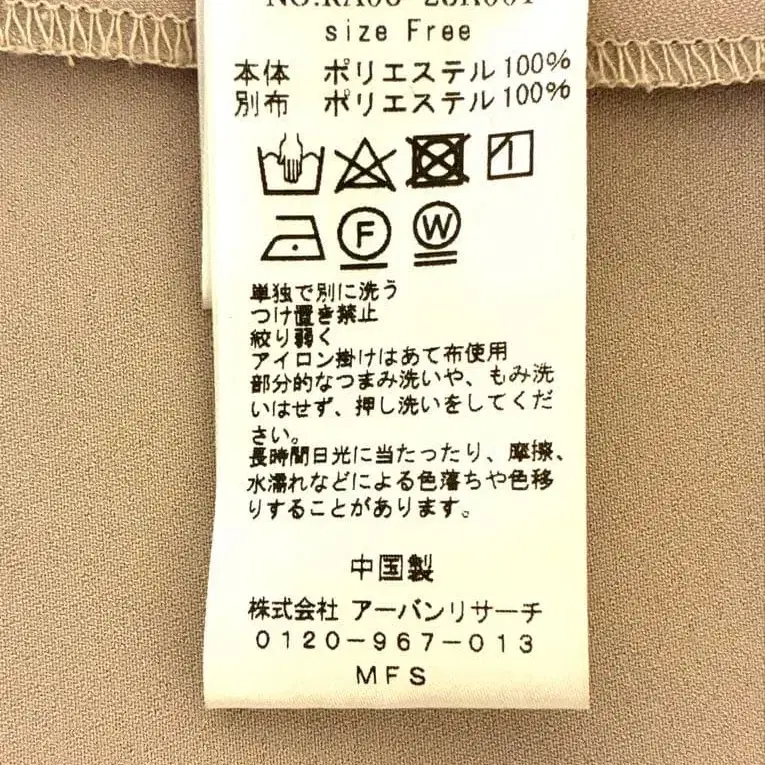 size Free
本体 ポリエステル100%
別布 ポリエステル100%
F W
単独で別に洗う
つけ置き禁止
絞り弱く
アイロン掛けはあて布使用
部分的なつまみ洗いや、もみ洗
いはせず、押し洗いをしてくだ
さい。
長時間日光に当たったり、摩擦、
水濡れなどによる色落ちや色移
りすることがあります。
中国製
株式会社 アーバンリサーチ
0120-967-013
MFS